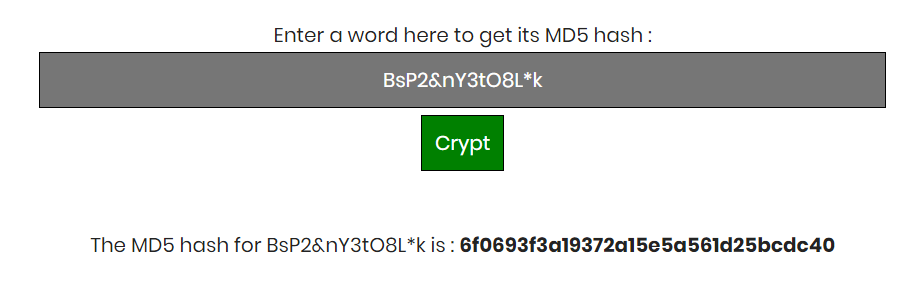 Enter a word here to get its MD5 hash :
BsP2&nY3tO8L*k
Crypt
The MD5 hash for BsP2&nY3tO8L*k is : 6f0693f3a19372a15e5a561d25bcdc40